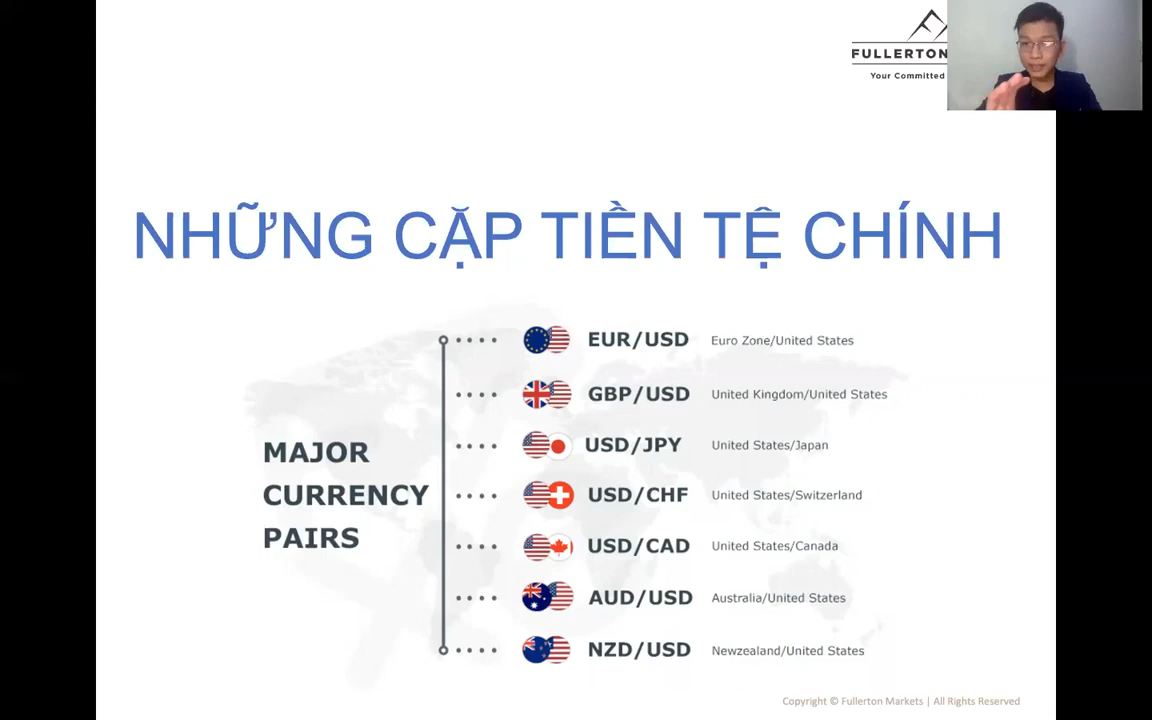 FULLERTON
Your Committed
NHỮNG CẶP TIỀN TỆ CHÍNH
MAJOR
CURRENCY
PAIRS
EUR/USD Euro Zone/United States
GBP/USD United Kingdom/United States
USD/JPY United States/Japan
USD/CHF United States/Switzerland
USD/CAD United States/Canada
AUD/USD Australia/United States
NZD/USD Newzealand/United States
Copyright © Fullerton Markets | All Rights Reserved